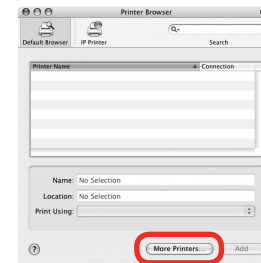 Printer Browser
Default Browser IP Printer Search
Printer Name Connection
Name: No Selection
Location: No Selection
Print Using:
? More Printers... Add